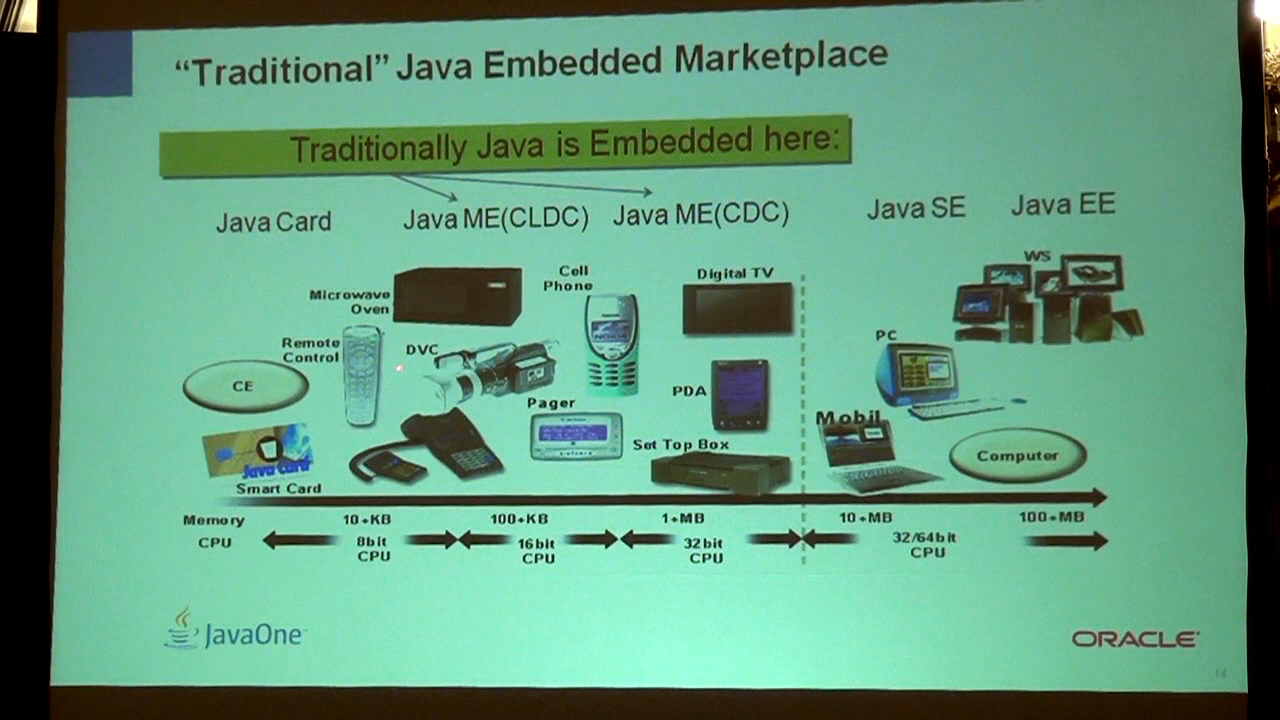 “Traditional” Java Embedded Marketplace
Traditionally Java is Embedded here:
Java Card
Java ME(CLDC)
Java ME(CDC)
Java SE
Java EE
Microwave
Oven
Cell
Phone
Digital TV
WS
Remote
Control
DVC
PC
CE
Pager
PDA
Mobil
NOKIA
Java Card
Smart Card
Set Top Box
Computer
Memory
10+KB
100+KB
1+MB
10+MB
100+MB
CPU
8bit
CPU
16bit
CPU
32bit
CPU
32/64bit
CPU
JavaOne
ORACLE